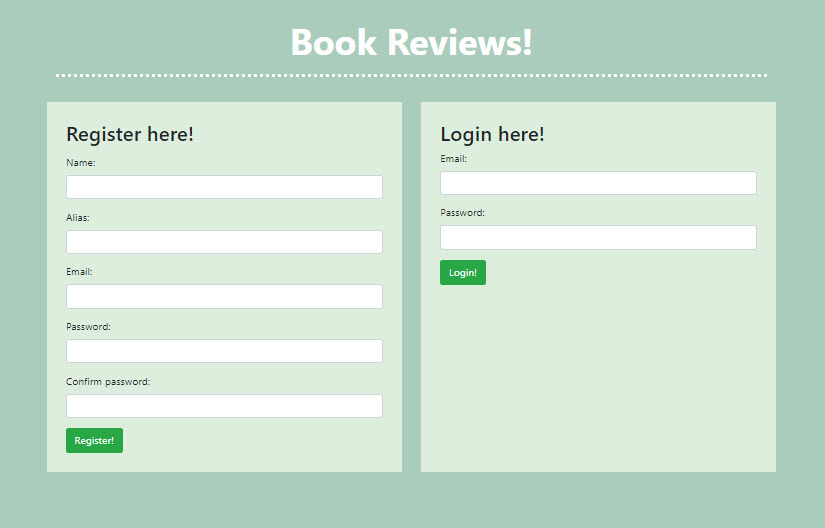 Book Reviews!
Register here!
Name:
Alias:
Email:
Password:
Confirm password:
Register!
Login here!
Email:
Password:
Login!